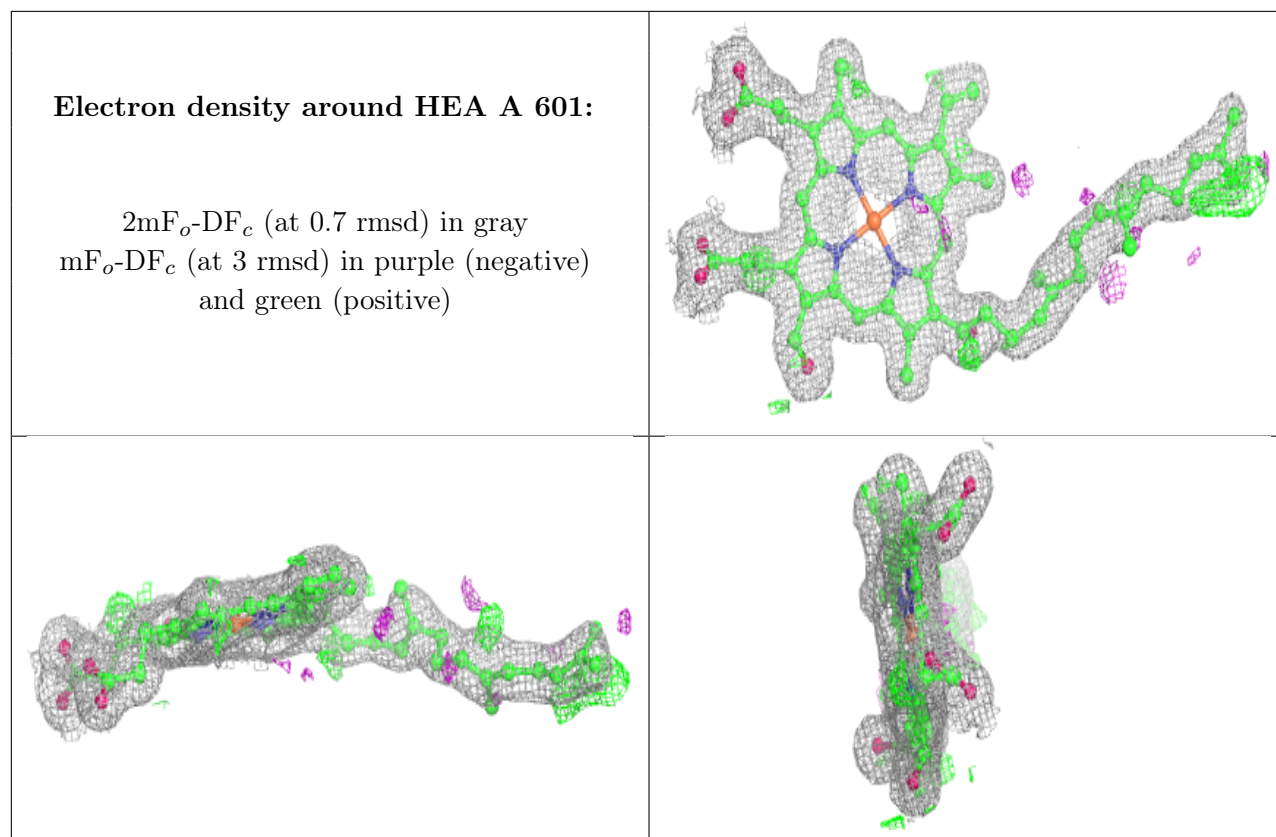 Electron density around HEA A 601:
2mFₒ-DF𝒸 (at 0.7 rmsd) in gray
mFₒ-DF𝒸 (at 3 rmsd) in purple (negative)
and green (positive)